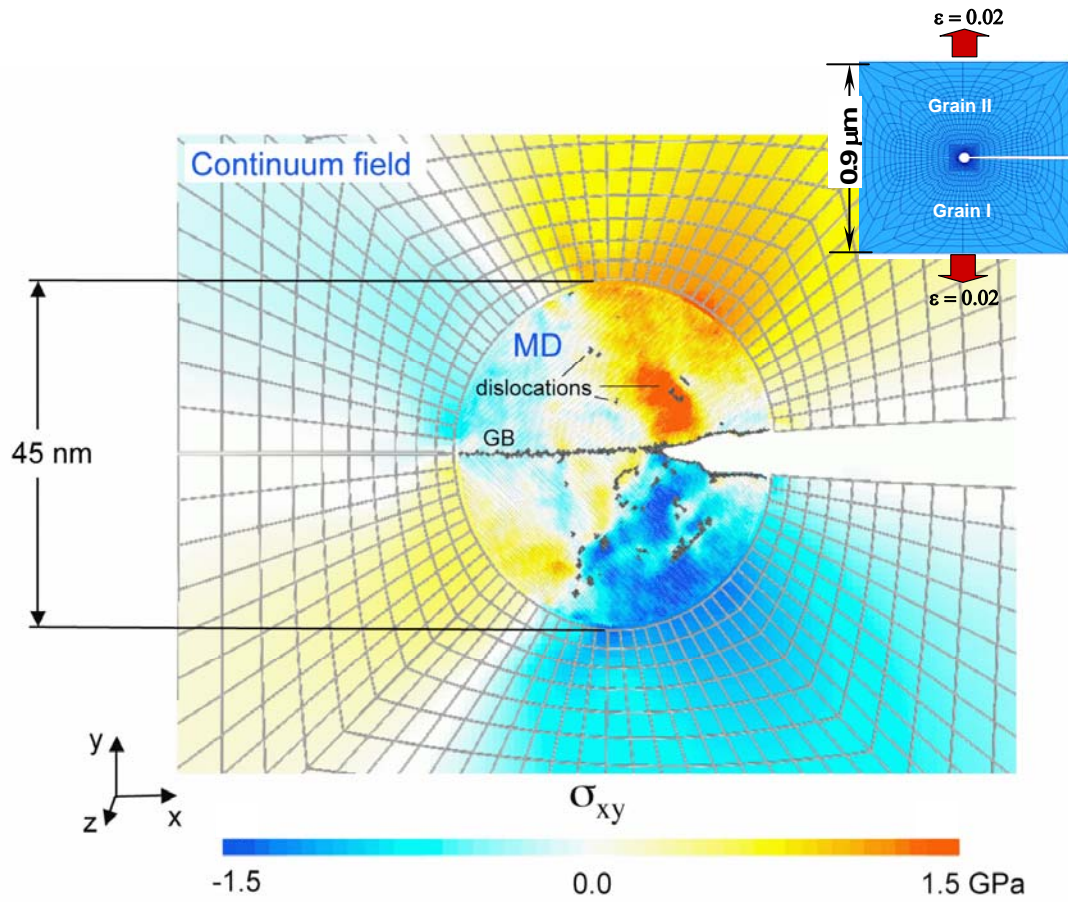 ε = 0.02
Grain II
0.9 μm
Grain I
ε = 0.02
Continuum field
MD
dislocations
GB
45 nm
y
z
x
σxy
-1.5
0.0
1.5 GPa